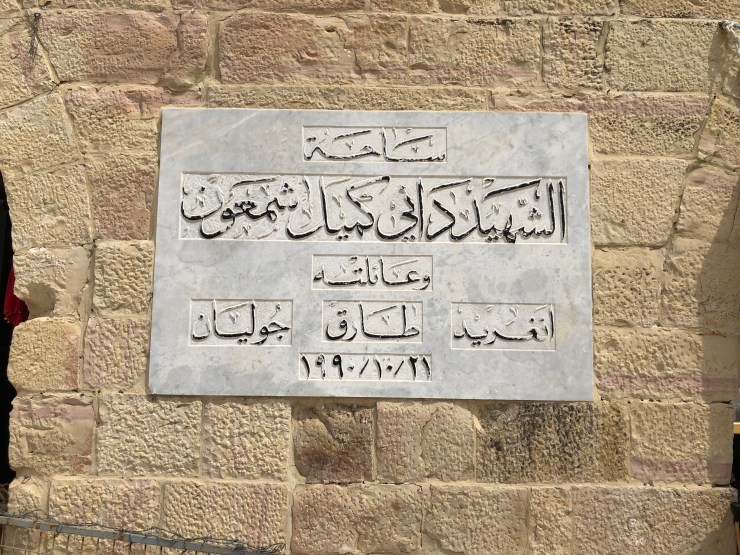 ساحة
الشهيد داني كميل شمعون
وعائلته
انغريد طارق جوليان
١٩٩٠/١٠/٢١